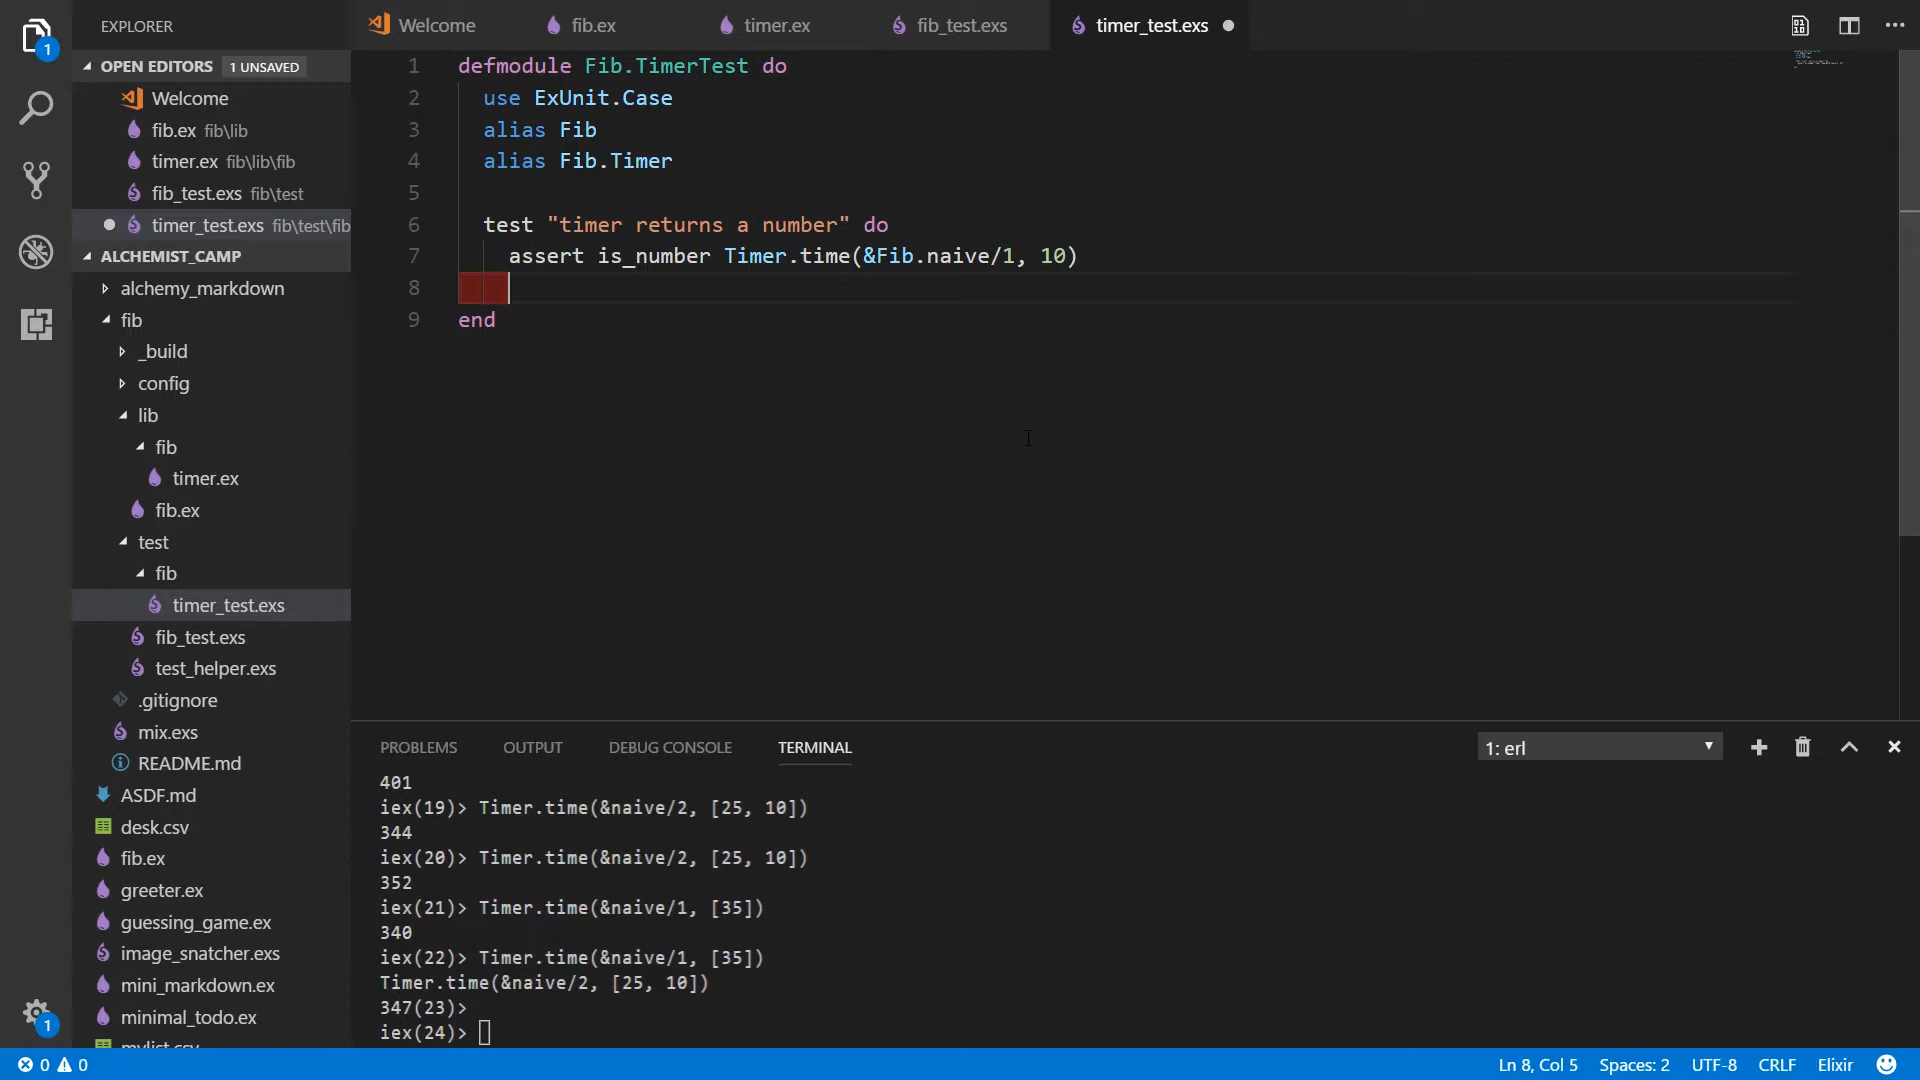 EXPLORER
Welcome
fib.ex
timer.ex
fib_test.exs
timer_test.exs
1
OPEN EDITORS 1 UNSAVED
Welcome
fib.ex fib\lib
timer.ex fib\lib\fib
fib_test.exs fib\test
timer_test.exs fib\test\fib
ALCHEMIST_CAMP
alchemy_markdown
fib
_build
config
lib
fib
timer.ex
fib.ex
test
fib
timer_test.exs
fib_test.exs
test_helper.exs
.gitignore
mix.exs
README.md
ASDF.md
desk.csv
fib.ex
greeter.ex
guessing_game.ex
image_snatcher.exs
mini_markdown.ex
minimal_todo.ex
mylist.csv
1
1 defmodule Fib.TimerTest do
2 use ExUnit.Case
3 alias Fib
4 alias Fib.Timer
5
6 test "timer returns a number" do
7 assert is_number Timer.time(&Fib.naive/1, 10)
8
9 end
PROBLEMS OUTPUT DEBUG CONSOLE TERMINAL 1: erl
401
iex(19)> Timer.time(&naive/2, [25, 10])
344
iex(20)> Timer.time(&naive/2, [25, 10])
352
iex(21)> Timer.time(&naive/1, [35])
340
iex(22)> Timer.time(&naive/1, [35])
Timer.time(&naive/2, [25, 10])
347(23)>
iex(24)>
0 0 Ln 8, Col 5 Spaces: 2 UTF-8 CRLF Elixir